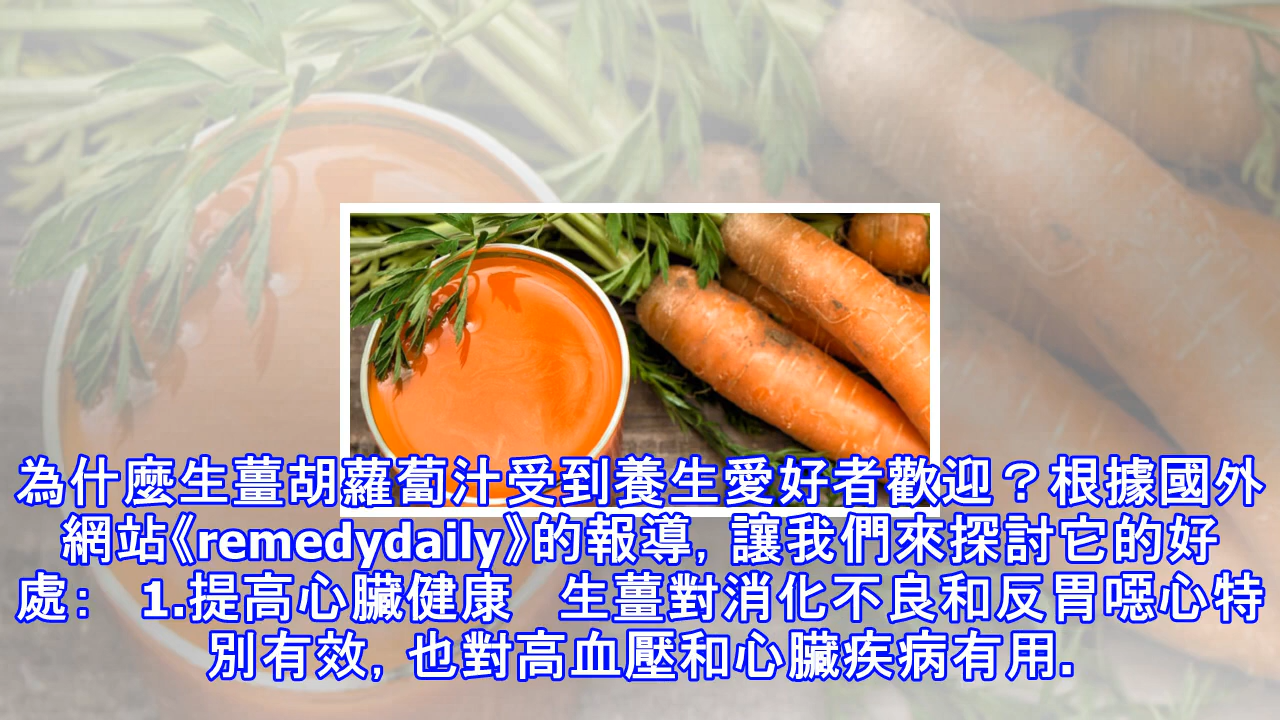 為什麼生薑胡蘿蔔汁受到養生愛好者歡迎？根據國外
網站《remedydaily》的報導，讓我們來探討它的好
處： 1.提高心臟健康 生薑對消化不良和反胃噁心特
別有效，也對高血壓和心臟疾病有用.